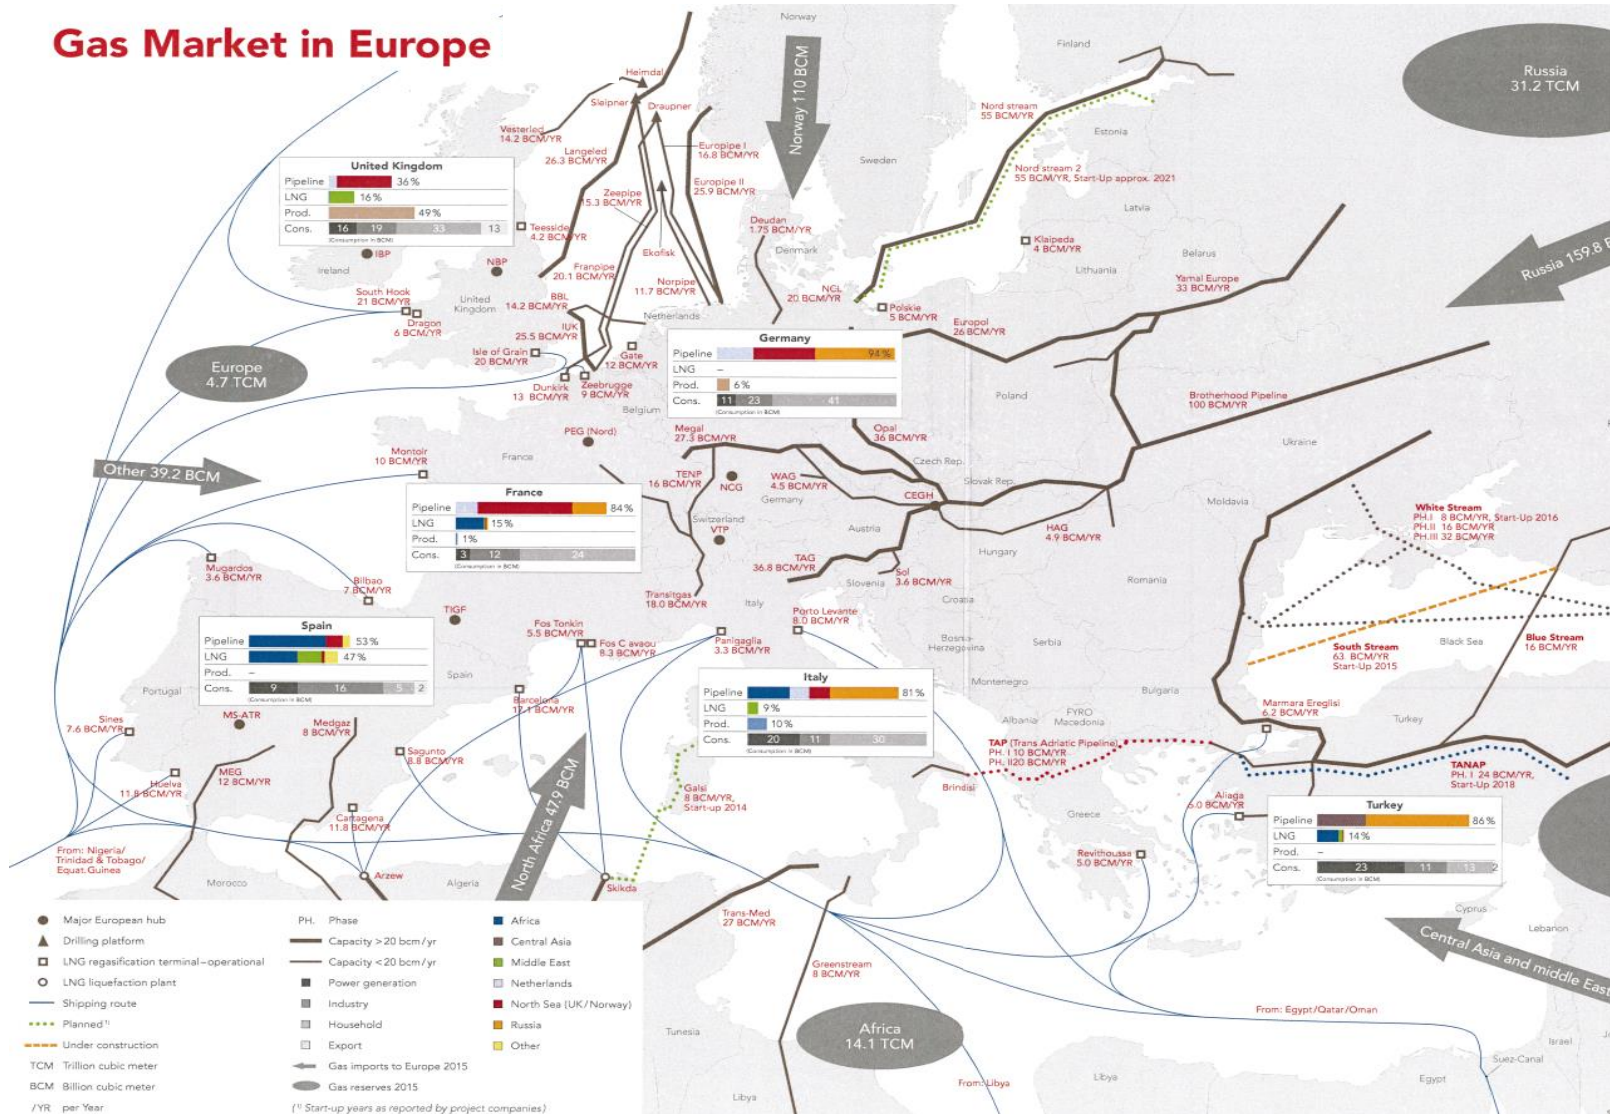 Gas Market in Europe
Norway
Finland
Russia
31.2 TCM
Norway 110 BCM
Heimdal
Sleipner
Draupner
Vesterled
14.2 BCM/YR
Langeled
26.3 BCM/YR
Europipe I
16.8 BCM/YR
Europipe II
25.9 BCM/YR
Zeepipe
15.3 BCM/YR
Nord stream
55 BCM/YR
Estonia
Sweden
Nord stream 2
55 BCM/YR, Start-Up approx. 2021
Latvia
United Kingdom
Pipeline 36%
LNG 16%
Prod. 49%
Cons. 16 19 33 13
(Consumption in BCM)
Teesside
4.2 BCM/YR
Deudan
1.75 BCM/YR
Denmark
Klaipeda
4 BCM/YR
Lithuania
Belarus
Russia 159.8
IBP
NBP
Ireland
Ekofisk
Franpipe
20.1 BCM/YR
Norpipe
11.7 BCM/YR
Yamal Europe
33 BCM/YR
South Hook
21 BCM/YR
Dragon
6 BCM/YR
United
Kingdom
BBL
14.2 BCM/YR
NCL
20 BCM/YR
Polskie
5 BCM/YR
Netherlands
IUK
25.5 BCM/YR
Europol
26 BCM/YR
Isle of Grain
20 BCM/YR
Gate
12 BCM/YR
Dunkirk
13 BCM/YR
Zeebrugge
9 BCM/YR
Belgium
Germany
Pipeline 94%
LNG –
Prod. 6%
Cons. 11 23 41
(Consumption in BCM)
Europe
4.7 TCM
Poland
Brotherhood Pipeline
100 BCM/YR
Ukraine
PEG (Nord)
Megal
27.3 BCM/YR
Opal
36 BCM/YR
Czech Rep.
Slovak Rep.
Other 39.2 BCM
Montoir
10 BCM/YR
France
TENP
16 BCM/YR
NCG
WAG
4.5 BCM/YR
Germany
CEGH
Moldavia
France
Pipeline 84%
LNG 15%
Prod. 1%
Cons. 3 12 24
(Consumption in BCM)
Switzerland
VTP
Austria
HAG
4.9 BCM/YR
Hungary
White Stream
PH.I 8 BCM/YR, Start-Up 2016
PH.II 16 BCM/YR
PH.III 32 BCM/YR
TAG
36.8 BCM/YR
Sol
3.6 BCM/YR
Slovenia
Romania
Mugardos
3.6 BCM/YR
Bilbao
7 BCM/YR
TIGF
Transitgas
18.0 BCM/YR
Italy
Croatia
Porto Levante
8.0 BCM/YR
Spain
Pipeline 53%
LNG 47%
Prod. –
Cons. 9 16 5 2
(Consumption in BCM)
Fos Tonkin
5.5 BCM/YR
Fos Cavaou
8.3 BCM/YR
Panigaglia
3.3 BCM/YR
Bosnia-
Herzegovina
Serbia
Black Sea
South Stream
63 BCM/YR
Start-Up 2015
Blue Stream
16 BCM/YR
Spain
Portugal
Barcelona
17.1 BCM/YR
Montenegro
Bulgaria
Italy
Pipeline 81%
LNG 9%
Prod. 10%
Cons. 20 11 30
(Consumption in BCM)
Albania
FYRO
Macedonia
Marmara Ereglisi
6.2 BCM/YR
Turkey
Sines
7.6 BCM/YR
MS-ATR
Medgaz
8 BCM/YR
Sagunto
8.8 BCM/YR
TAP (Trans Adriatic Pipeline)
PH. I 10 BCM/YR
PH. II20 BCM/YR
Brindisi
TANAP
PH. I 24 BCM/YR,
Start-Up 2018
Huelva
11.8 BCM/YR
MEG
12 BCM/YR
Cartagena
11.8 BCM/YR
North Africa 47.9 BCM
Galsi
8 BCM/YR,
Start-up 2014
Greece
Aliaga
6.0 BCM/YR
Turkey
Pipeline 86%
LNG 14%
Prod. –
Cons. 23 11 13 2
(Consumption in BCM)
From: Nigeria/
Trinidad & Tobago/
Equat.Guinea
Morocco
Arzew
Algeria
Skikda
Revithoussa
5.0 BCM/YR
Trans-Med
27 BCM/YR
Cyprus
Lebanon
Central Asia and middle East
Greenstream
8 BCM/YR
From: Egypt/Qatar/Oman
Africa
14.1 TCM
Tunisia
Israel
Suez-Canal
From: Libya
Libya
Egypt
Libya
Major European hub
Drilling platform
LNG regasification terminal–operational
LNG liquefaction plant
Shipping route
Planned ¹⁾
Under construction
TCM Trillion cubic meter
BCM Billion cubic meter
/YR per Year
PH. Phase
Capacity >20 bcm/yr
Capacity <20 bcm/yr
Power generation
Industry
Household
Export
Gas imports to Europe 2015
Gas reserves 2015
(¹⁾ Start-up years as reported by project companies)
Africa
Central Asia
Middle East
Netherlands
North Sea (UK/Norway)
Russia
Other